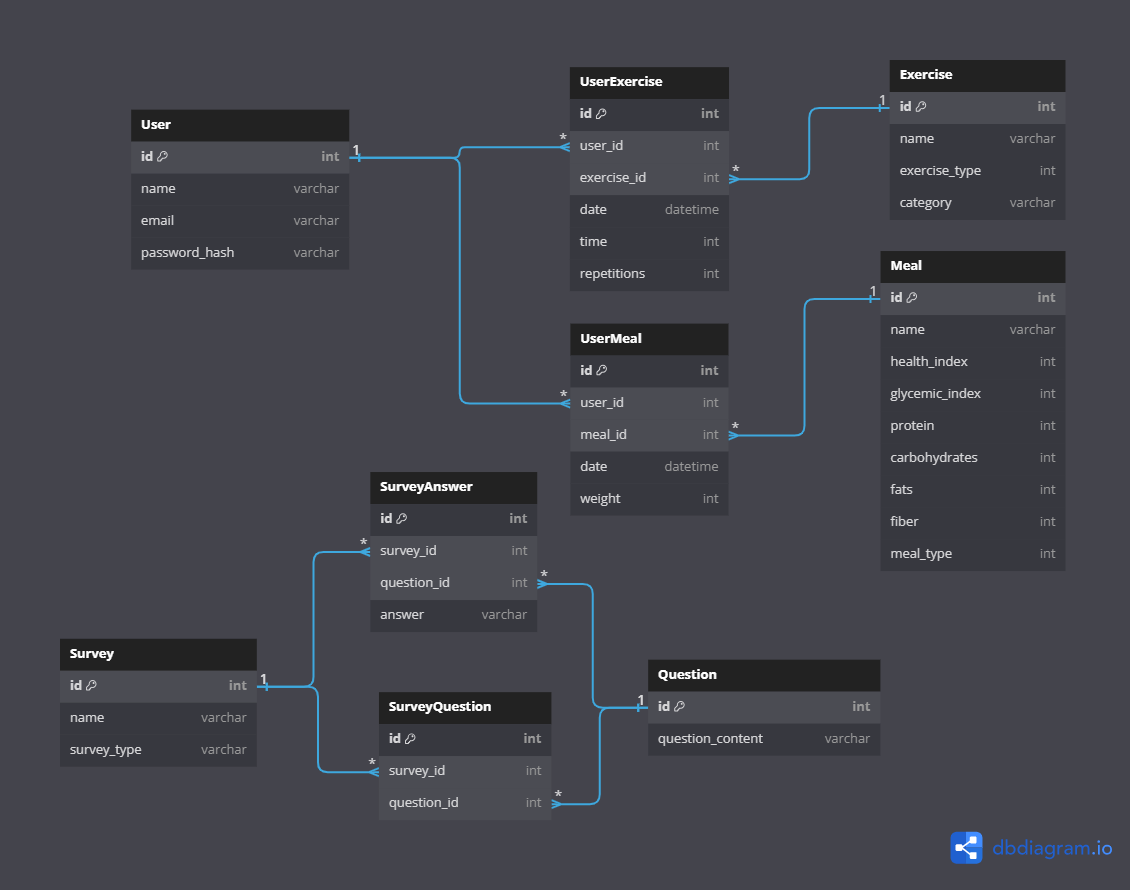 User
id int
name varchar
email varchar
password_hash varchar
1
UserExercise
id int
* user_id int
exercise_id int *
date datetime
time int
repetitions int
Exercise
1 id int
name varchar
exercise_type int
category varchar
UserMeal
id int
* user_id int
meal_id int *
date datetime
weight int
Meal
1 id int
name varchar
health_index int
glycemic_index int
protein int
carbohydrates int
fats int
fiber int
meal_type int
SurveyAnswer
id int
* survey_id int
question_id int *
answer varchar
Survey
id int 1
name varchar
survey_type varchar
SurveyQuestion
id int
* survey_id int
question_id int *
Question
1 id int
question_content varchar
dbdiagram.io